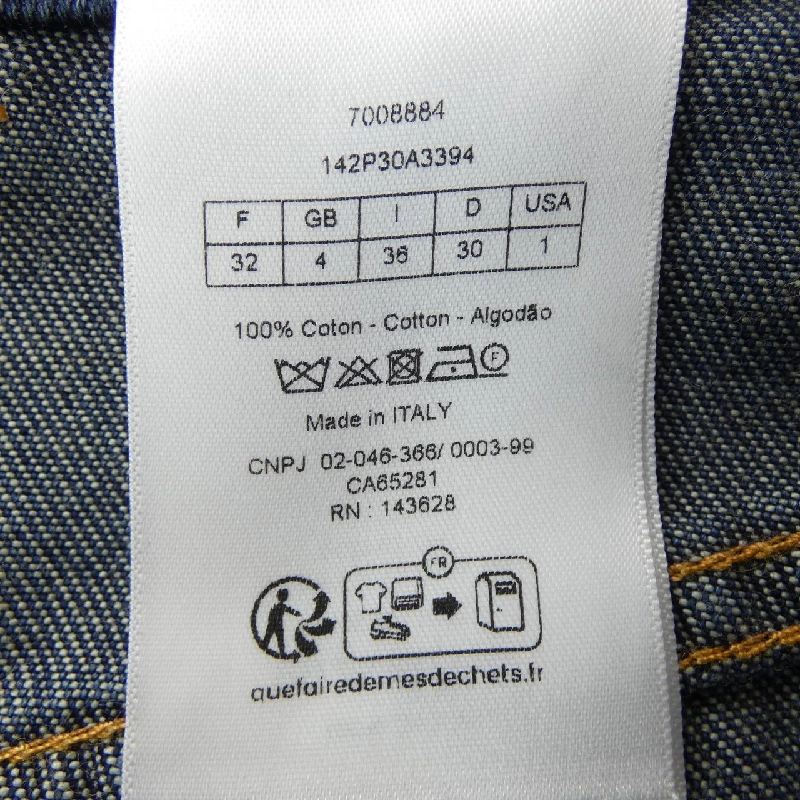 7008884
142P30A3394
F GB I D USA
32 4 36 30 1
100% Coton - Cotton - Algodão
F
Made in ITALY
CNPJ 02-046-366/ 0003-99
CA65281
RN : 143628
FR
quefairedemesdechets.fr